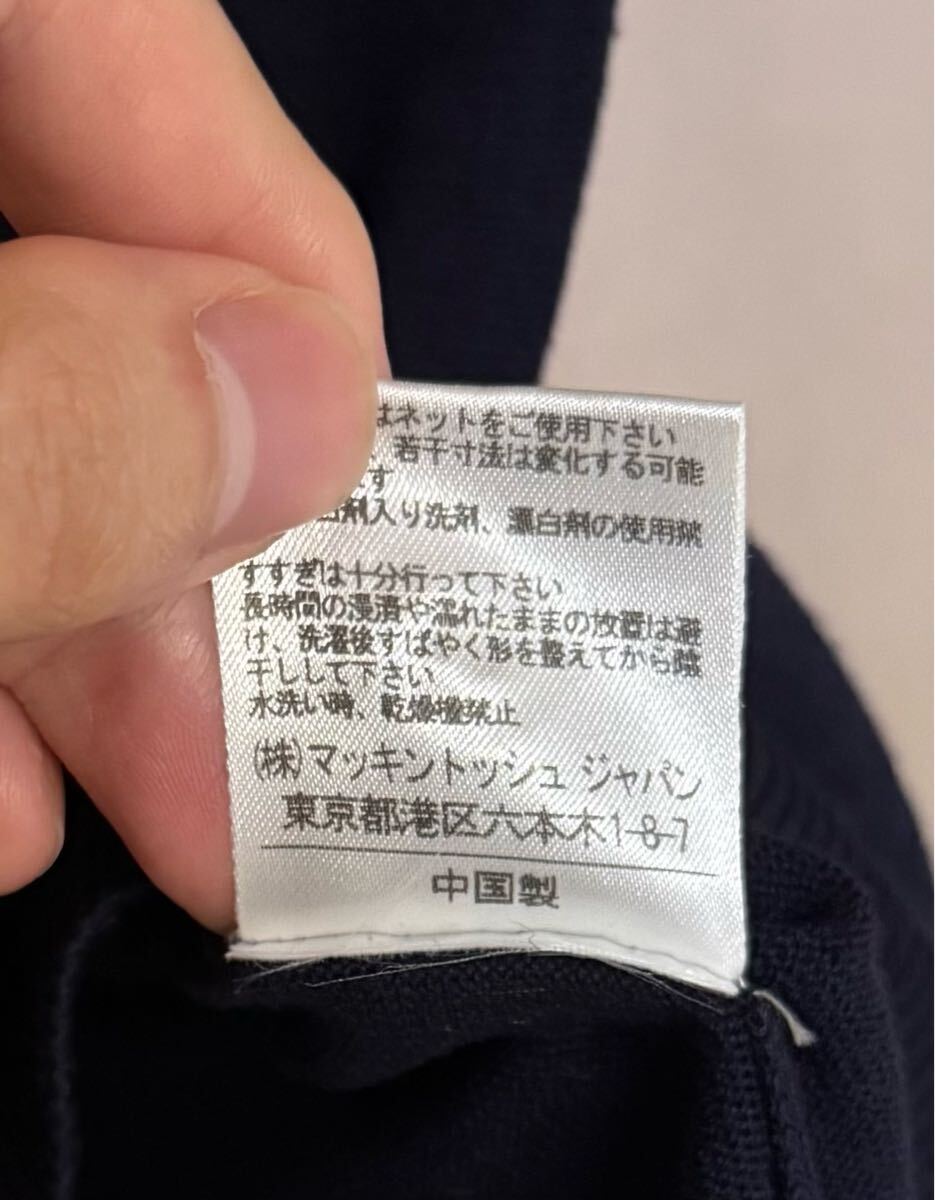 はネットをご使用下さい
、若干寸法は変化する可能
ます
白剤入り洗剤、漂白剤の使用禁
すすぎは十分行って下さい
長時間の浸漬や濡れたままの放置は避
け、洗濯後すばやく形を整えてから陰
干しして下さい
水洗い時、乾燥機禁止
(株)マッキントッシュ ジャパン
東京都港区六本木1-8-7
中国製